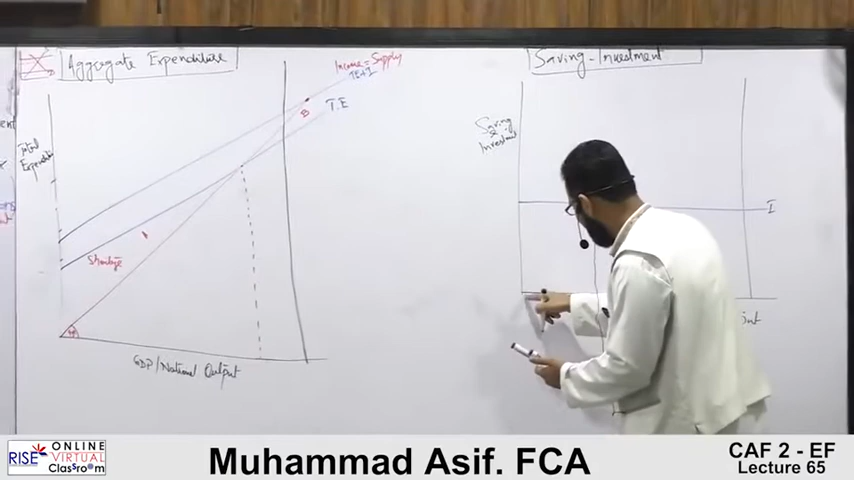 Aggregate Expenditure
Income = Supply
TE+I
T.E
B
Total
Expenditure
Shortage
45
GDP/National Output
Saving-Investment
Saving
&
Investment
I
RISE
ONLINE
VIRTUAL
Classroom
Muhammad Asif. FCA
CAF 2 - EF
Lecture 65